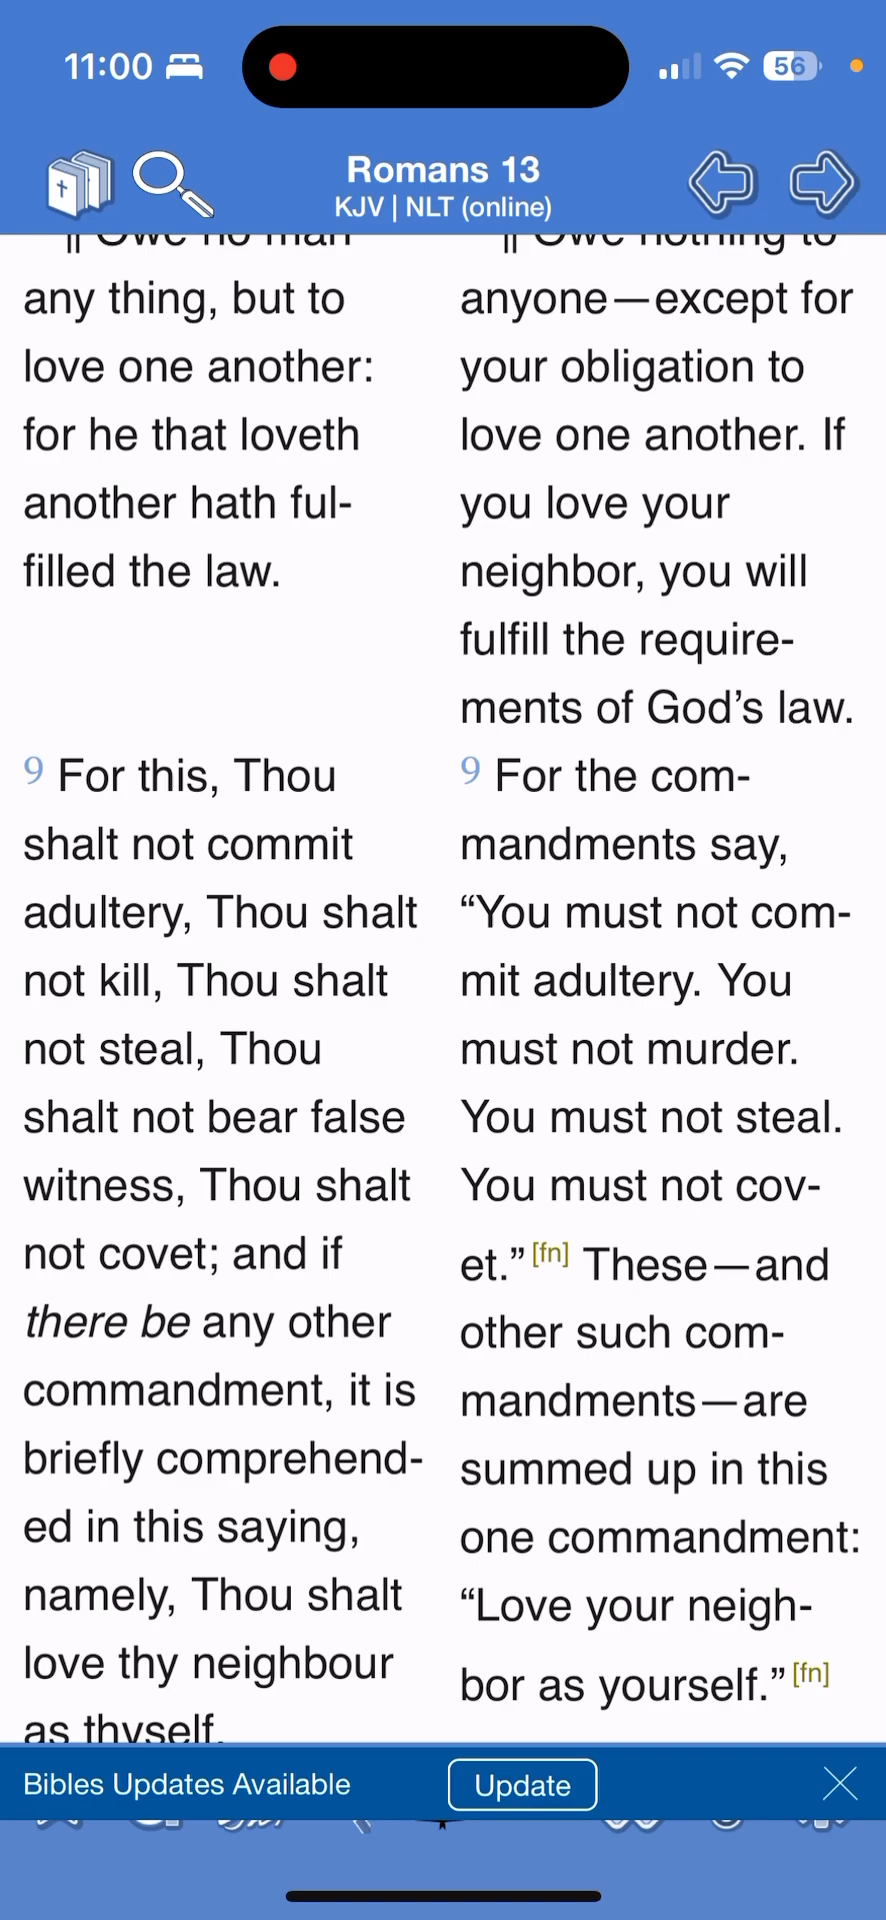 11:00
56
Romans 13
KJV | NLT (online)
¶ Owe no man
any thing, but to
love one another:
for he that loveth
another hath ful-
filled the law.
9 For this, Thou
shalt not commit
adultery, Thou shalt
not kill, Thou shalt
not steal, Thou
shalt not bear false
witness, Thou shalt
not covet; and if
there be any other
commandment, it is
briefly comprehend-
ed in this saying,
namely, Thou shalt
love thy neighbour
as thyself.
¶ Owe nothing to
anyone—except for
your obligation to
love one another. If
you love your
neighbor, you will
fulfill the require-
ments of God’s law.
9 For the com-
mandments say,
“You must not com-
mit adultery. You
must not murder.
You must not steal.
You must not cov-
et.” [fn] These—and
other such com-
mandments—are
summed up in this
one commandment:
“Love your neigh-
bor as yourself.” [fn]
Bibles Updates Available
Update